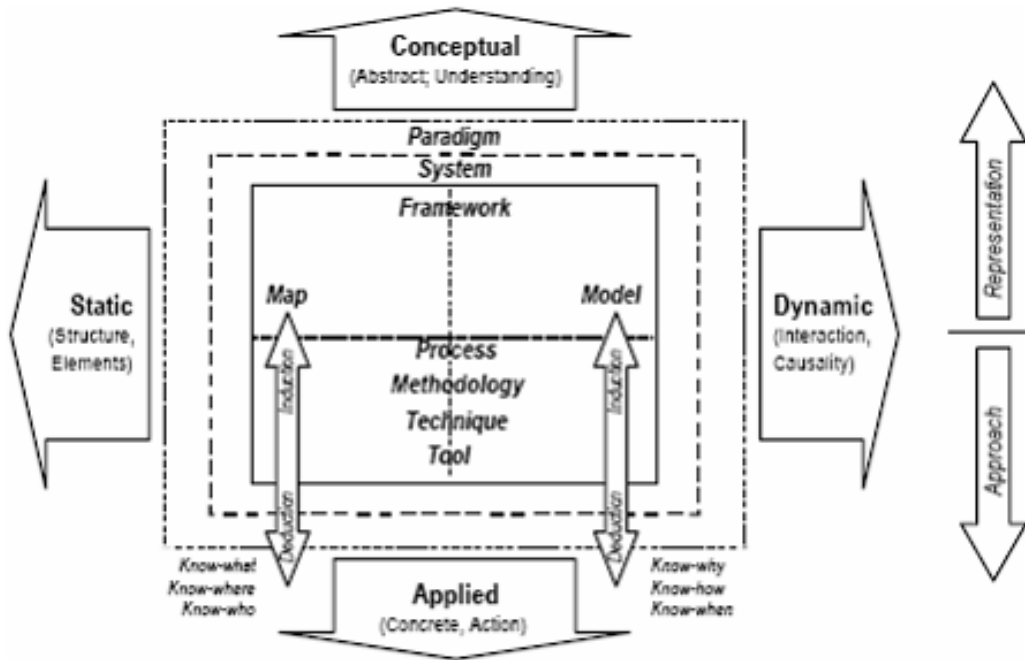 Conceptual
(Abstract; Understanding)
Paradigm
System
Framework
Map
Model
Static
(Structure,
Elements)
Dynamic
(Interaction,
Causality)
Representation
Approach
Process
Methodology
Technique
Tool
Induction
Induction
Deduction
Deduction
Know-what
Know-where
Know-who
Know-why
Know-how
Know-when
Applied
(Concrete, Action)